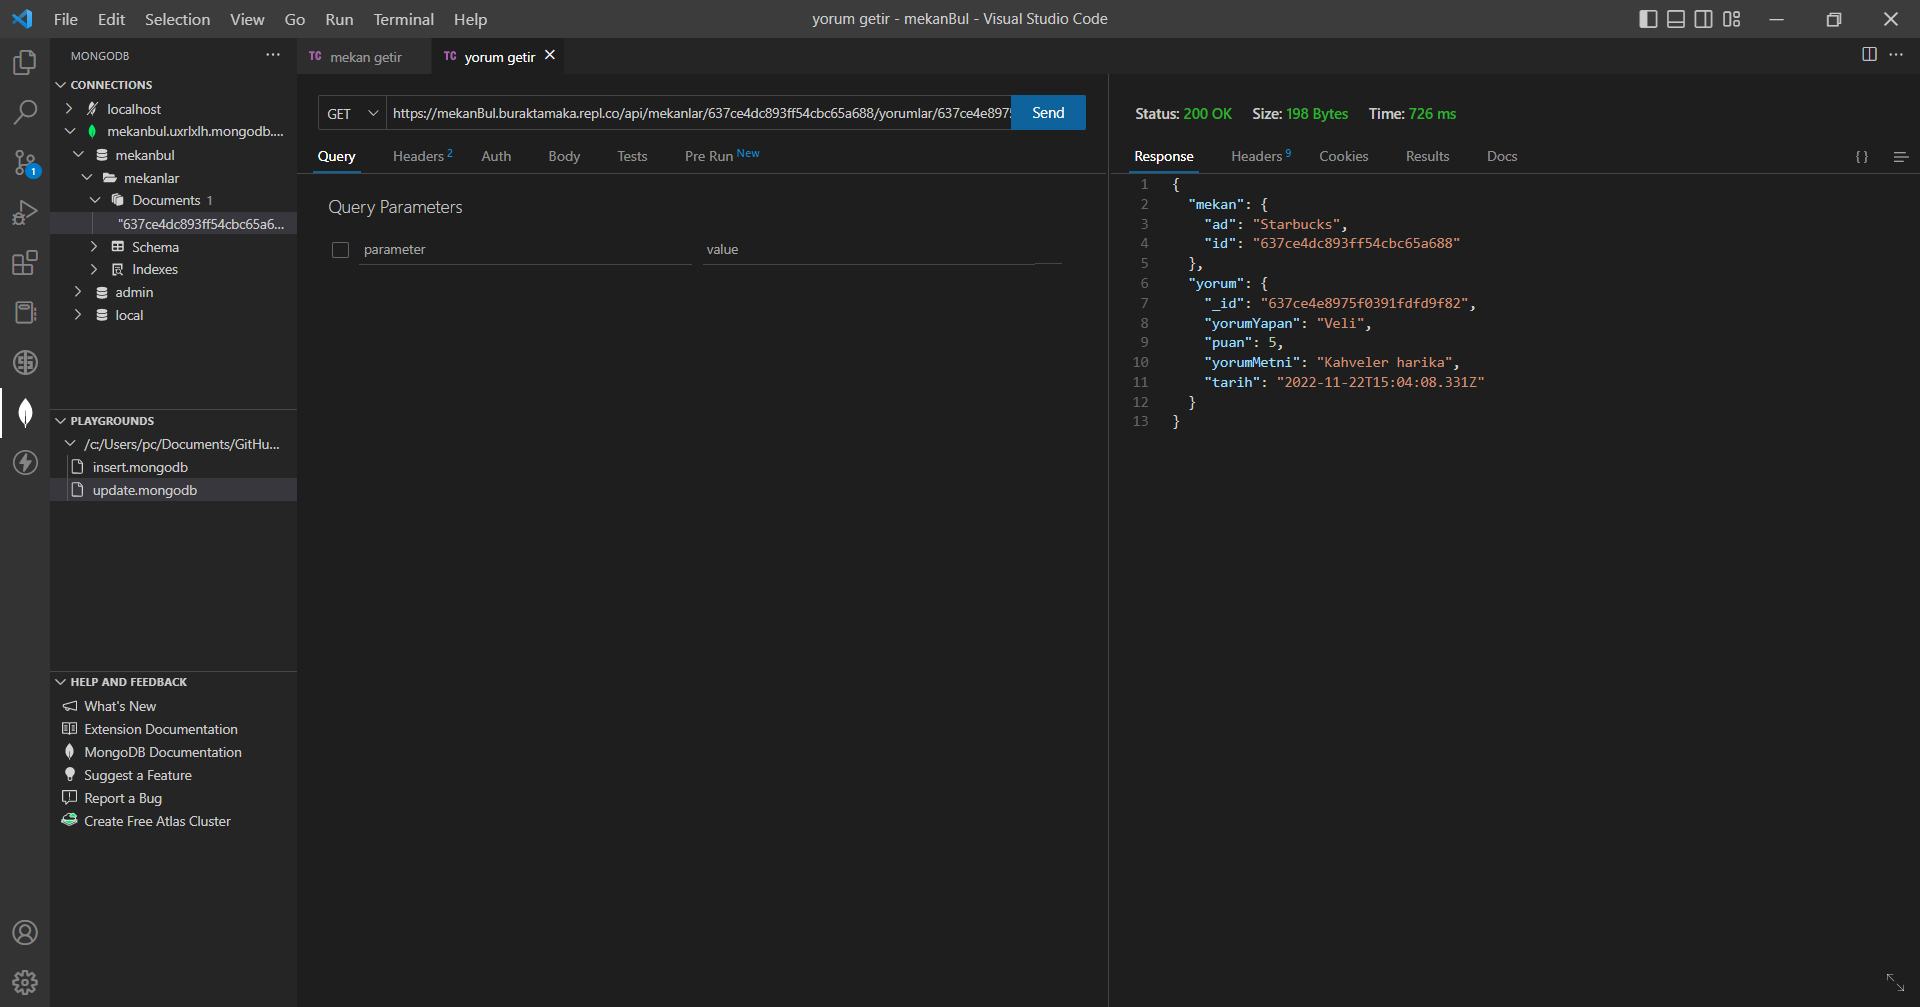 File Edit Selection View Go Run Terminal Help
yorum getir - mekanBul - Visual Studio Code
MONGODB
CONNECTIONS
localhost
mekanbul.uxrlxlh.mongodb....
mekanbul
mekanlar
Documents 1
"637ce4dc893ff54cbc65a6...
Schema
Indexes
admin
local
1
PLAYGROUNDS
/c:/Users/pc/Documents/GitHu...
insert.mongodb
update.mongodb
HELP AND FEEDBACK
What's New
Extension Documentation
MongoDB Documentation
Suggest a Feature
Report a Bug
Create Free Atlas Cluster
TC mekan getir
TC yorum getir
GET https://mekanBul.buraktamaka.repl.co/api/mekanlar/637ce4dc893ff54cbc65a688/yorumlar/637ce4e897 Send
Query Headers 2 Auth Body Tests Pre Run New
Query Parameters
parameter value
Status: 200 OK Size: 198 Bytes Time: 726 ms
Response Headers 9 Cookies Results Docs
{ }
1 {
2 "mekan": {
3 "ad": "Starbucks",
4 "id": "637ce4dc893ff54cbc65a688"
5 },
6 "yorum": {
7 "_id": "637ce4e8975f0391fdfd9f82",
8 "yorumYapan": "Veli",
9 "puan": 5,
10 "yorumMetni": "Kahveler harika",
11 "tarih": "2022-11-22T15:04:08.331Z"
12 }
13 }